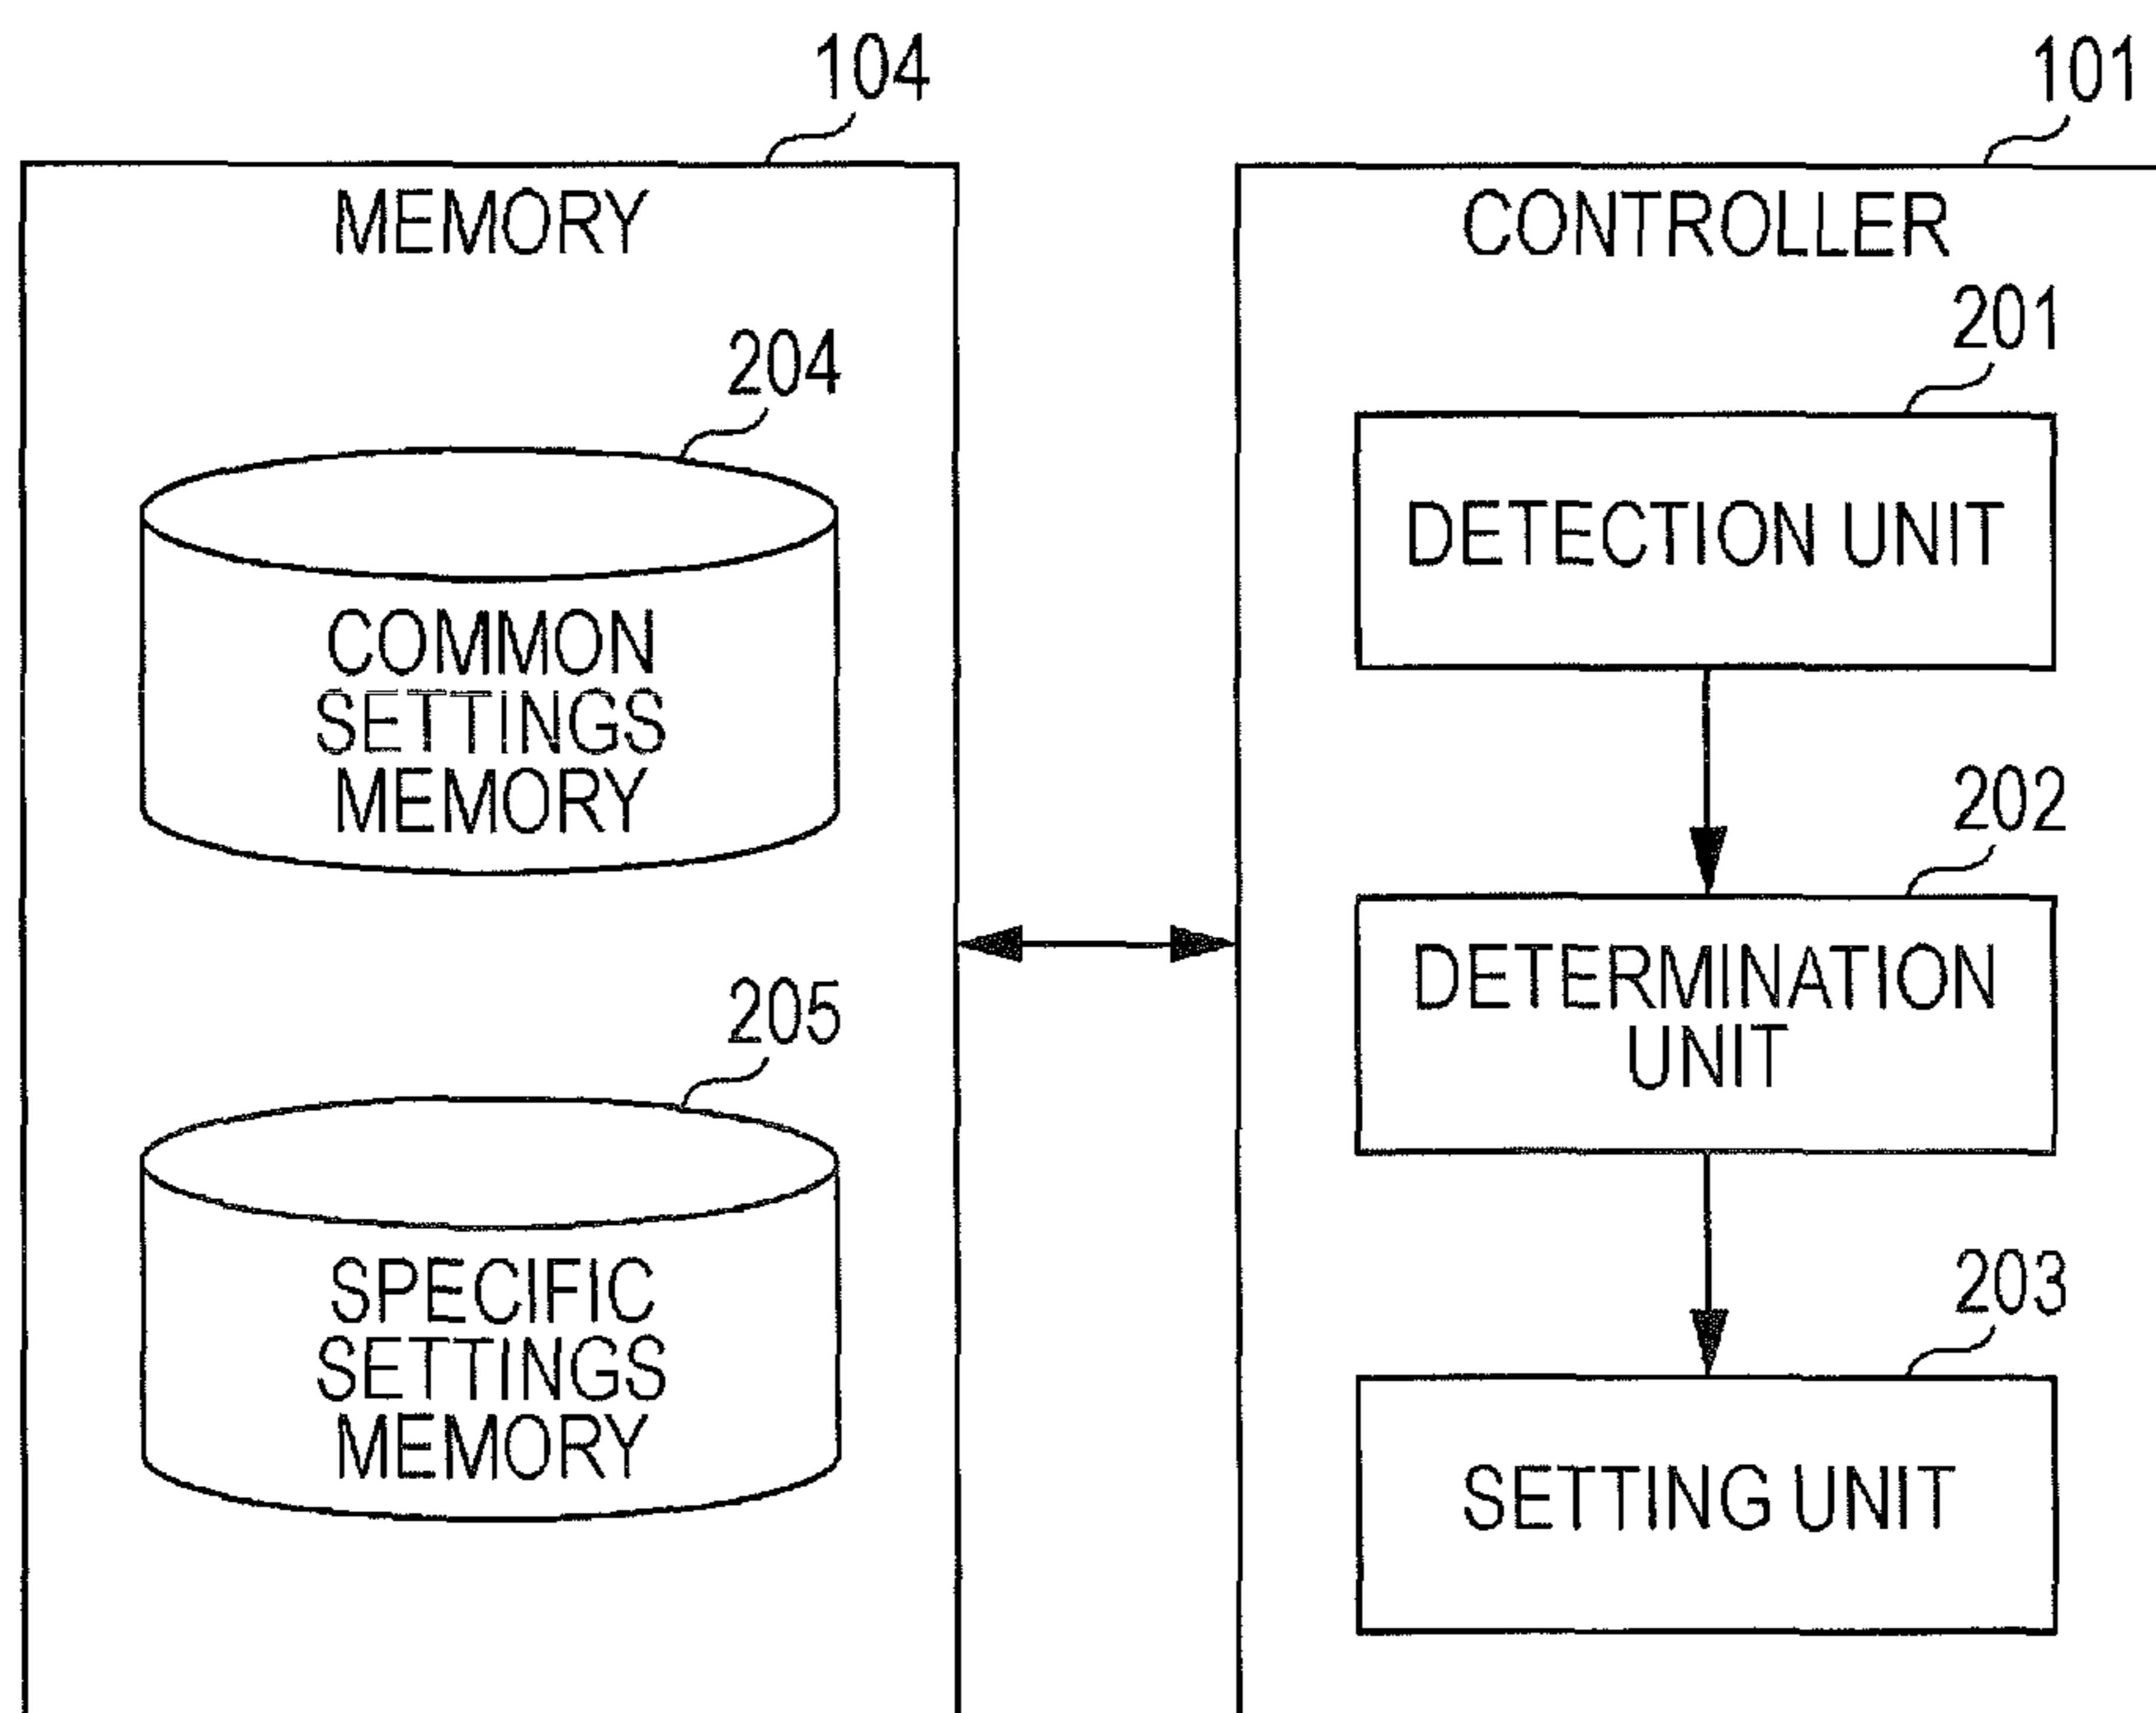 104
MEMORY
204
COMMON
SETTINGS
MEMORY
205
SPECIFIC
SETTINGS
MEMORY
101
CONTROLLER
201
DETECTION UNIT
202
DETERMINATION
UNIT
203
SETTING UNIT